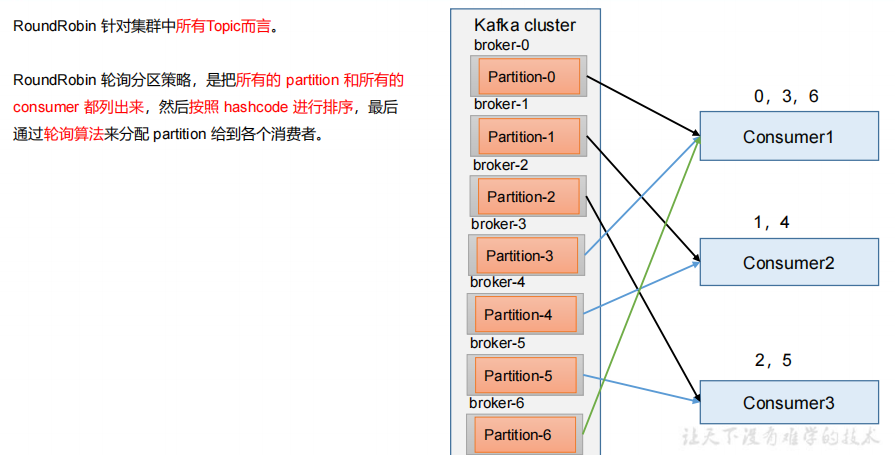 RoundRobin 针对集群中所有Topic而言。
RoundRobin 轮询分区策略，是把所有的 partition 和所有的
consumer 都列出来，然后按照 hashcode 进行排序，最后
通过轮询算法来分配 partition 给到各个消费者。
Kafka cluster
broker-0
Partition-0
broker-1
Partition-1
broker-2
Partition-2
broker-3
Partition-3
broker-4
Partition-4
broker-5
Partition-5
broker-6
Partition-6
0，3，6
Consumer1
1，4
Consumer2
2，5
Consumer3
让天下没有难学的技术